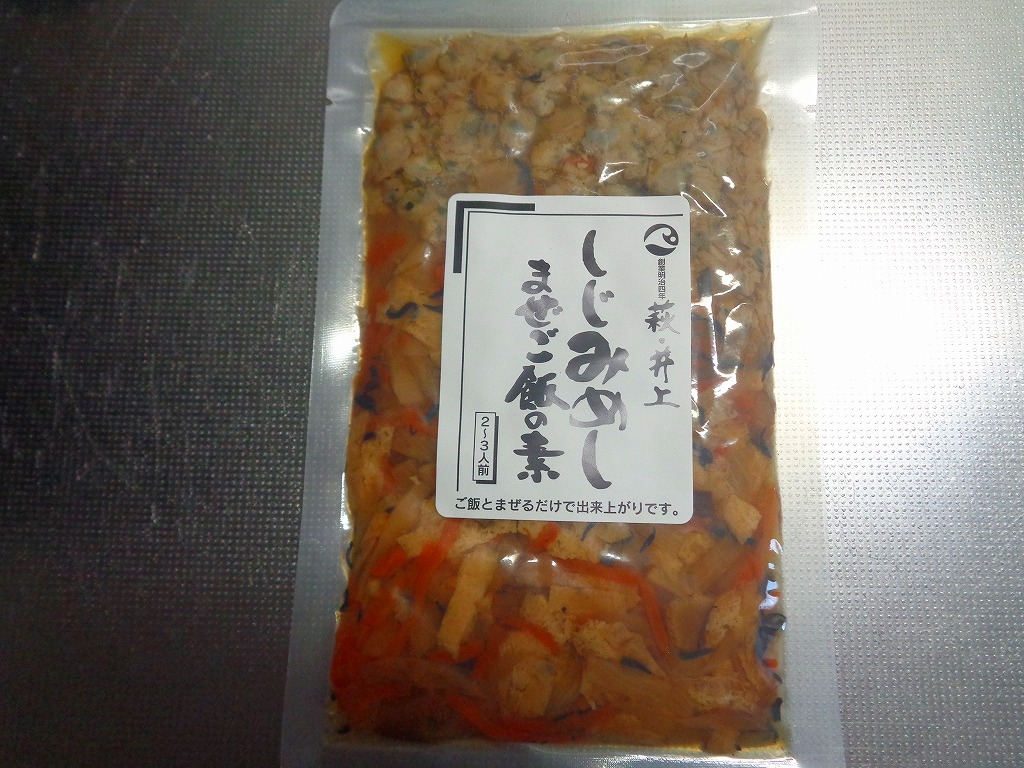 創業明治四年
萩・井上
しじみめし
まぜご飯の素
2〜3人前
ご飯とまぜるだけで出来上がりです。